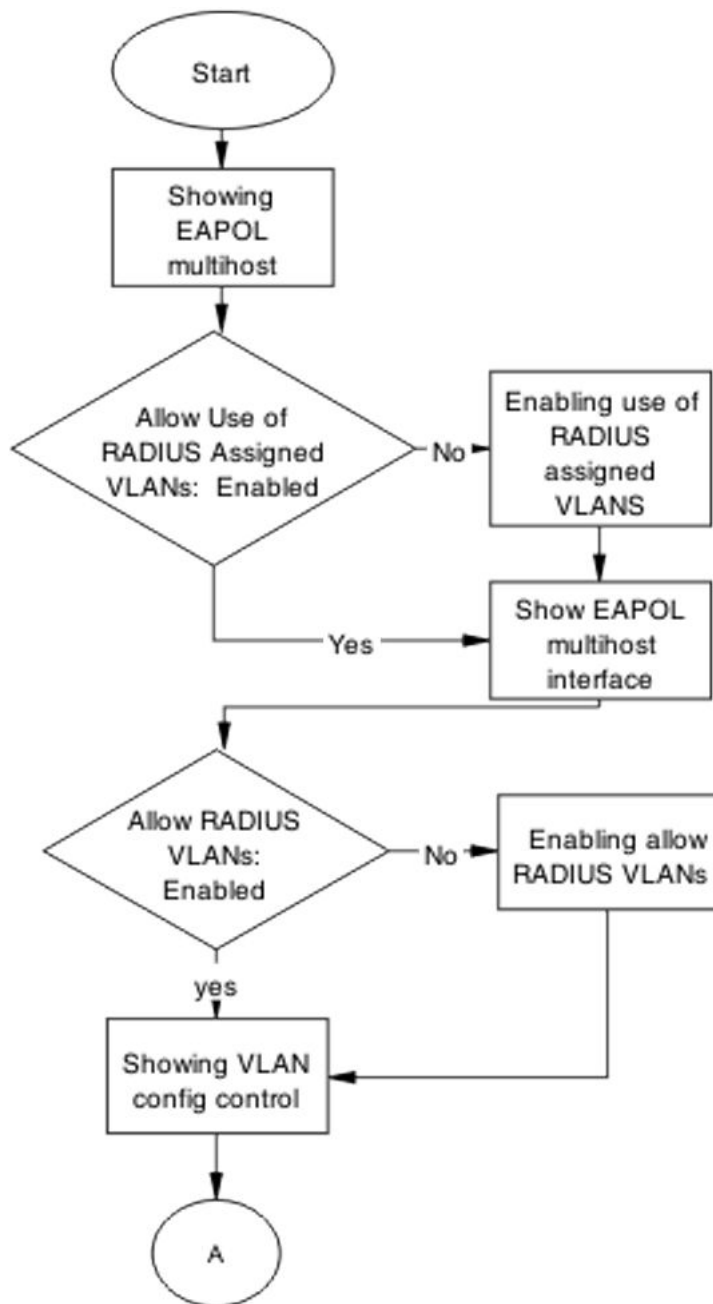 Start
Showing
EAPOL
multihost
Allow Use of
RADIUS Assigned
VLANs: Enabled
No
Enabling use of
RADIUS
assigned
VLANS
Yes
Show EAPOL
multihost
interface
Allow RADIUS
VLANs:
Enabled
No
Enabling allow
RADIUS VLANs
yes
Showing VLAN
config control
A